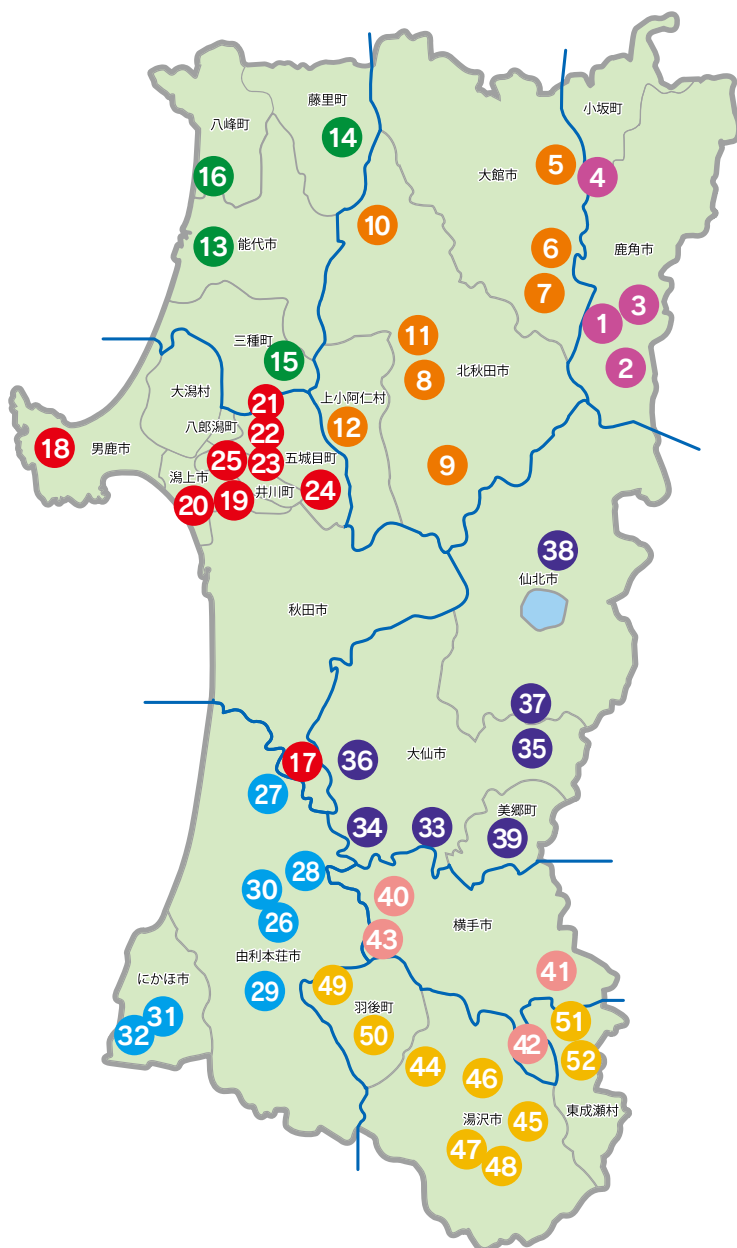 藤里町
小坂町
八峰町
14
5
4
大館市
16
10
13
能代市
6
鹿角市
7
3
1
11
三種町
15
2
北秋田市
8
大潟村
上小阿仁村
21
12
八郎潟町
22
18
男鹿市
25
23
五城目町
9
潟上市
24
井川町
20
19
38
仙北市
秋田市
37
35
大仙市
17
36
27
美郷町
34
33
39
28
30
40
26
横手市
43
由利本荘市
41
にかほ市
29
49
羽後町
31
51
32
50
42
52
44
46
東成瀬村
湯沢市
45
47
48